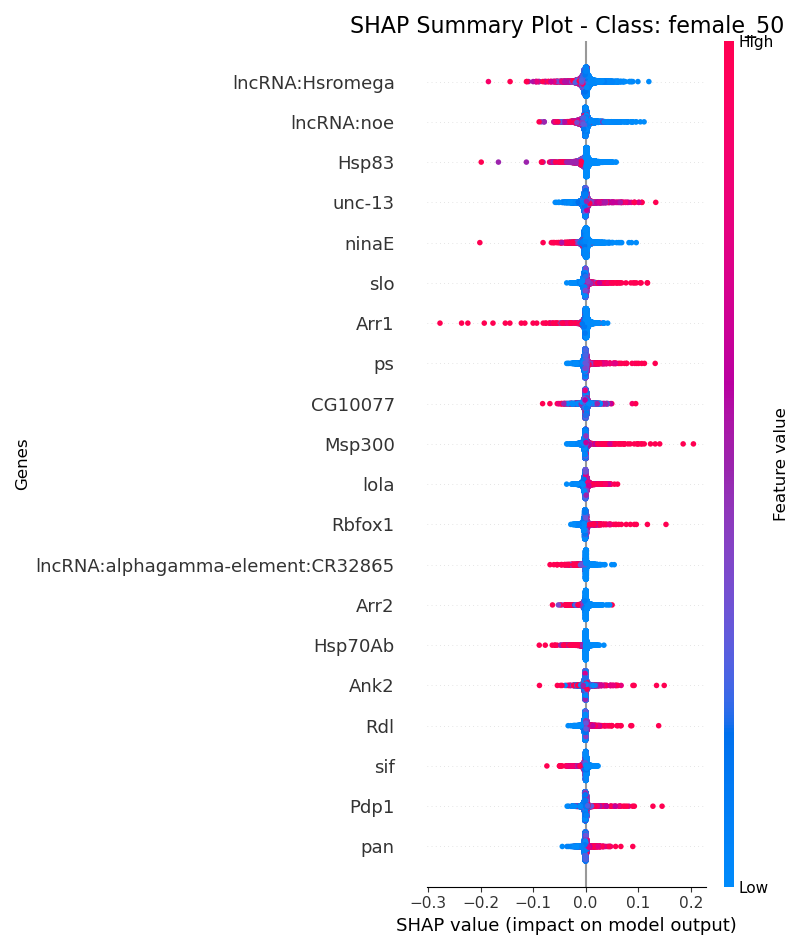 SHAP Summary Plot - Class: female_50
High
lncRNA:Hsromega
lncRNA:noe
Hsp83
unc-13
ninaE
slo
Arr1
ps
CG10077
Msp300
lola
Rbfox1
lncRNA:alphagamma-element:CR32865
Arr2
Hsp70Ab
Ank2
Rdl
sif
Pdp1
pan
Genes
Feature value
Low
−0.3 −0.2 −0.1 0.0 0.1 0.2
SHAP value (impact on model output)